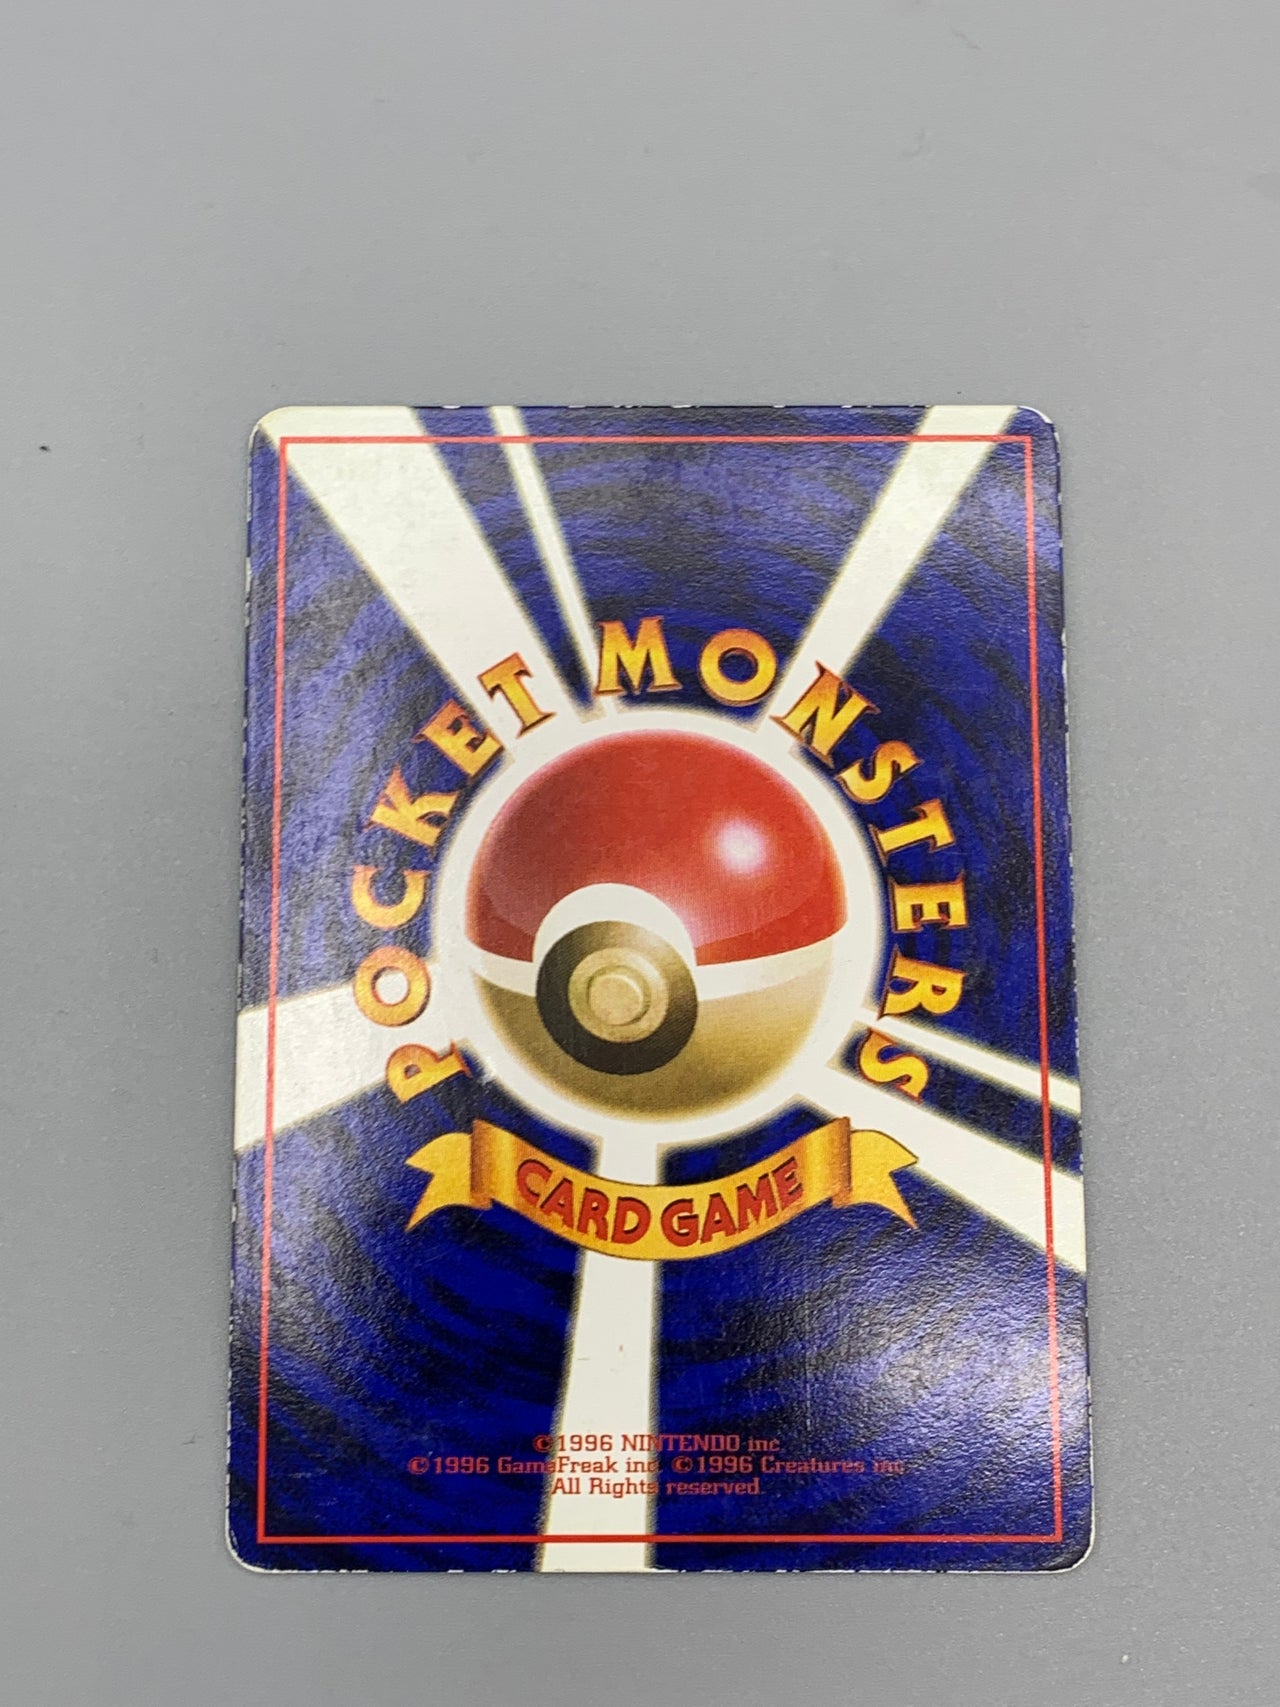 POCKET MONSTERS
CARD GAME
©1996 NINTENDO inc.
©1996 GameFreak inc. ©1996 Creatures inc.
All Rights reserved.